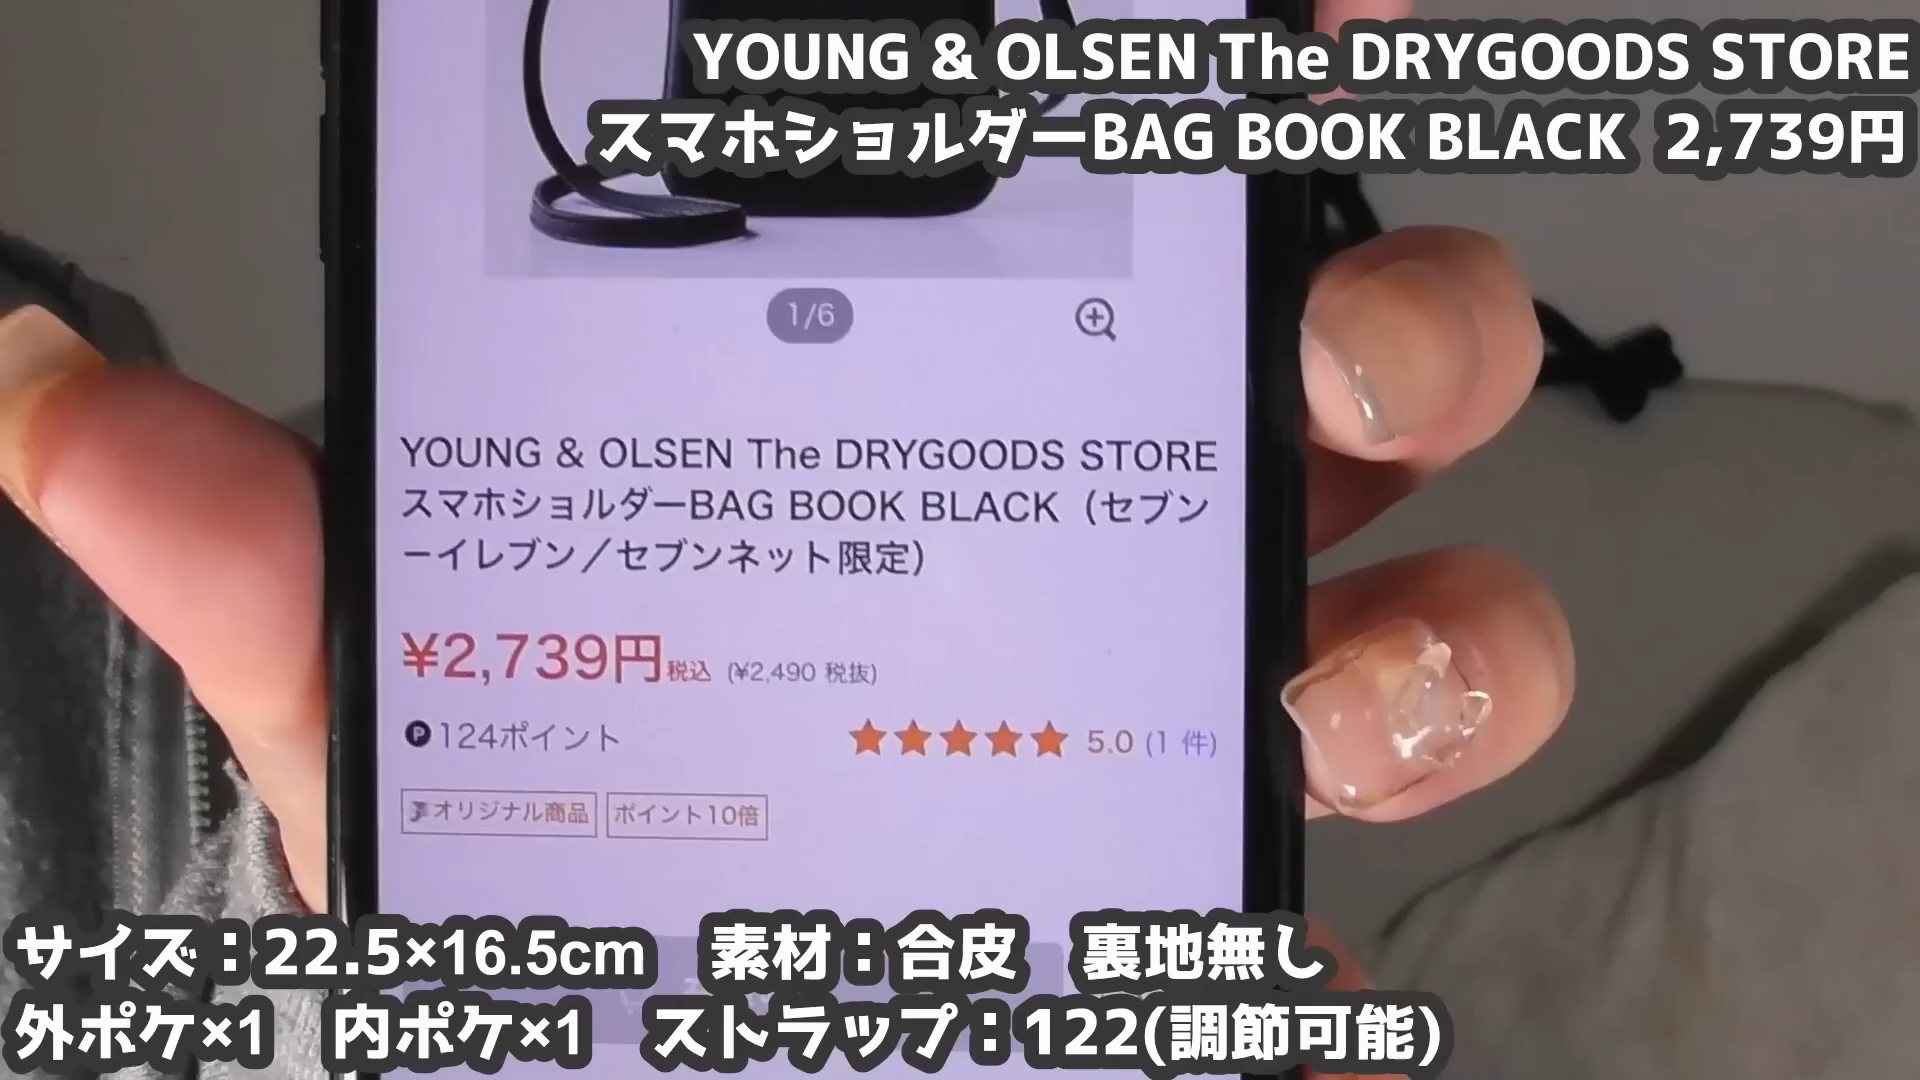 YOUNG & OLSEN The DRYGOODS STORE
スマホショルダーBAG BOOK BLACK 2,739円
1/6
YOUNG & OLSEN The DRYGOODS STORE
スマホショルダーBAG BOOK BLACK（セブン
ーイレブン／セブンネット限定）
¥2,739円税込 (¥2,490 税抜)
P124ポイント
5.0 (1 件)
オリジナル商品 ポイント10倍
サイズ：22.5×16.5cm 素材：合皮 裏地無し
外ポケ×1 内ポケ×1 ストラップ：122(調節可能)